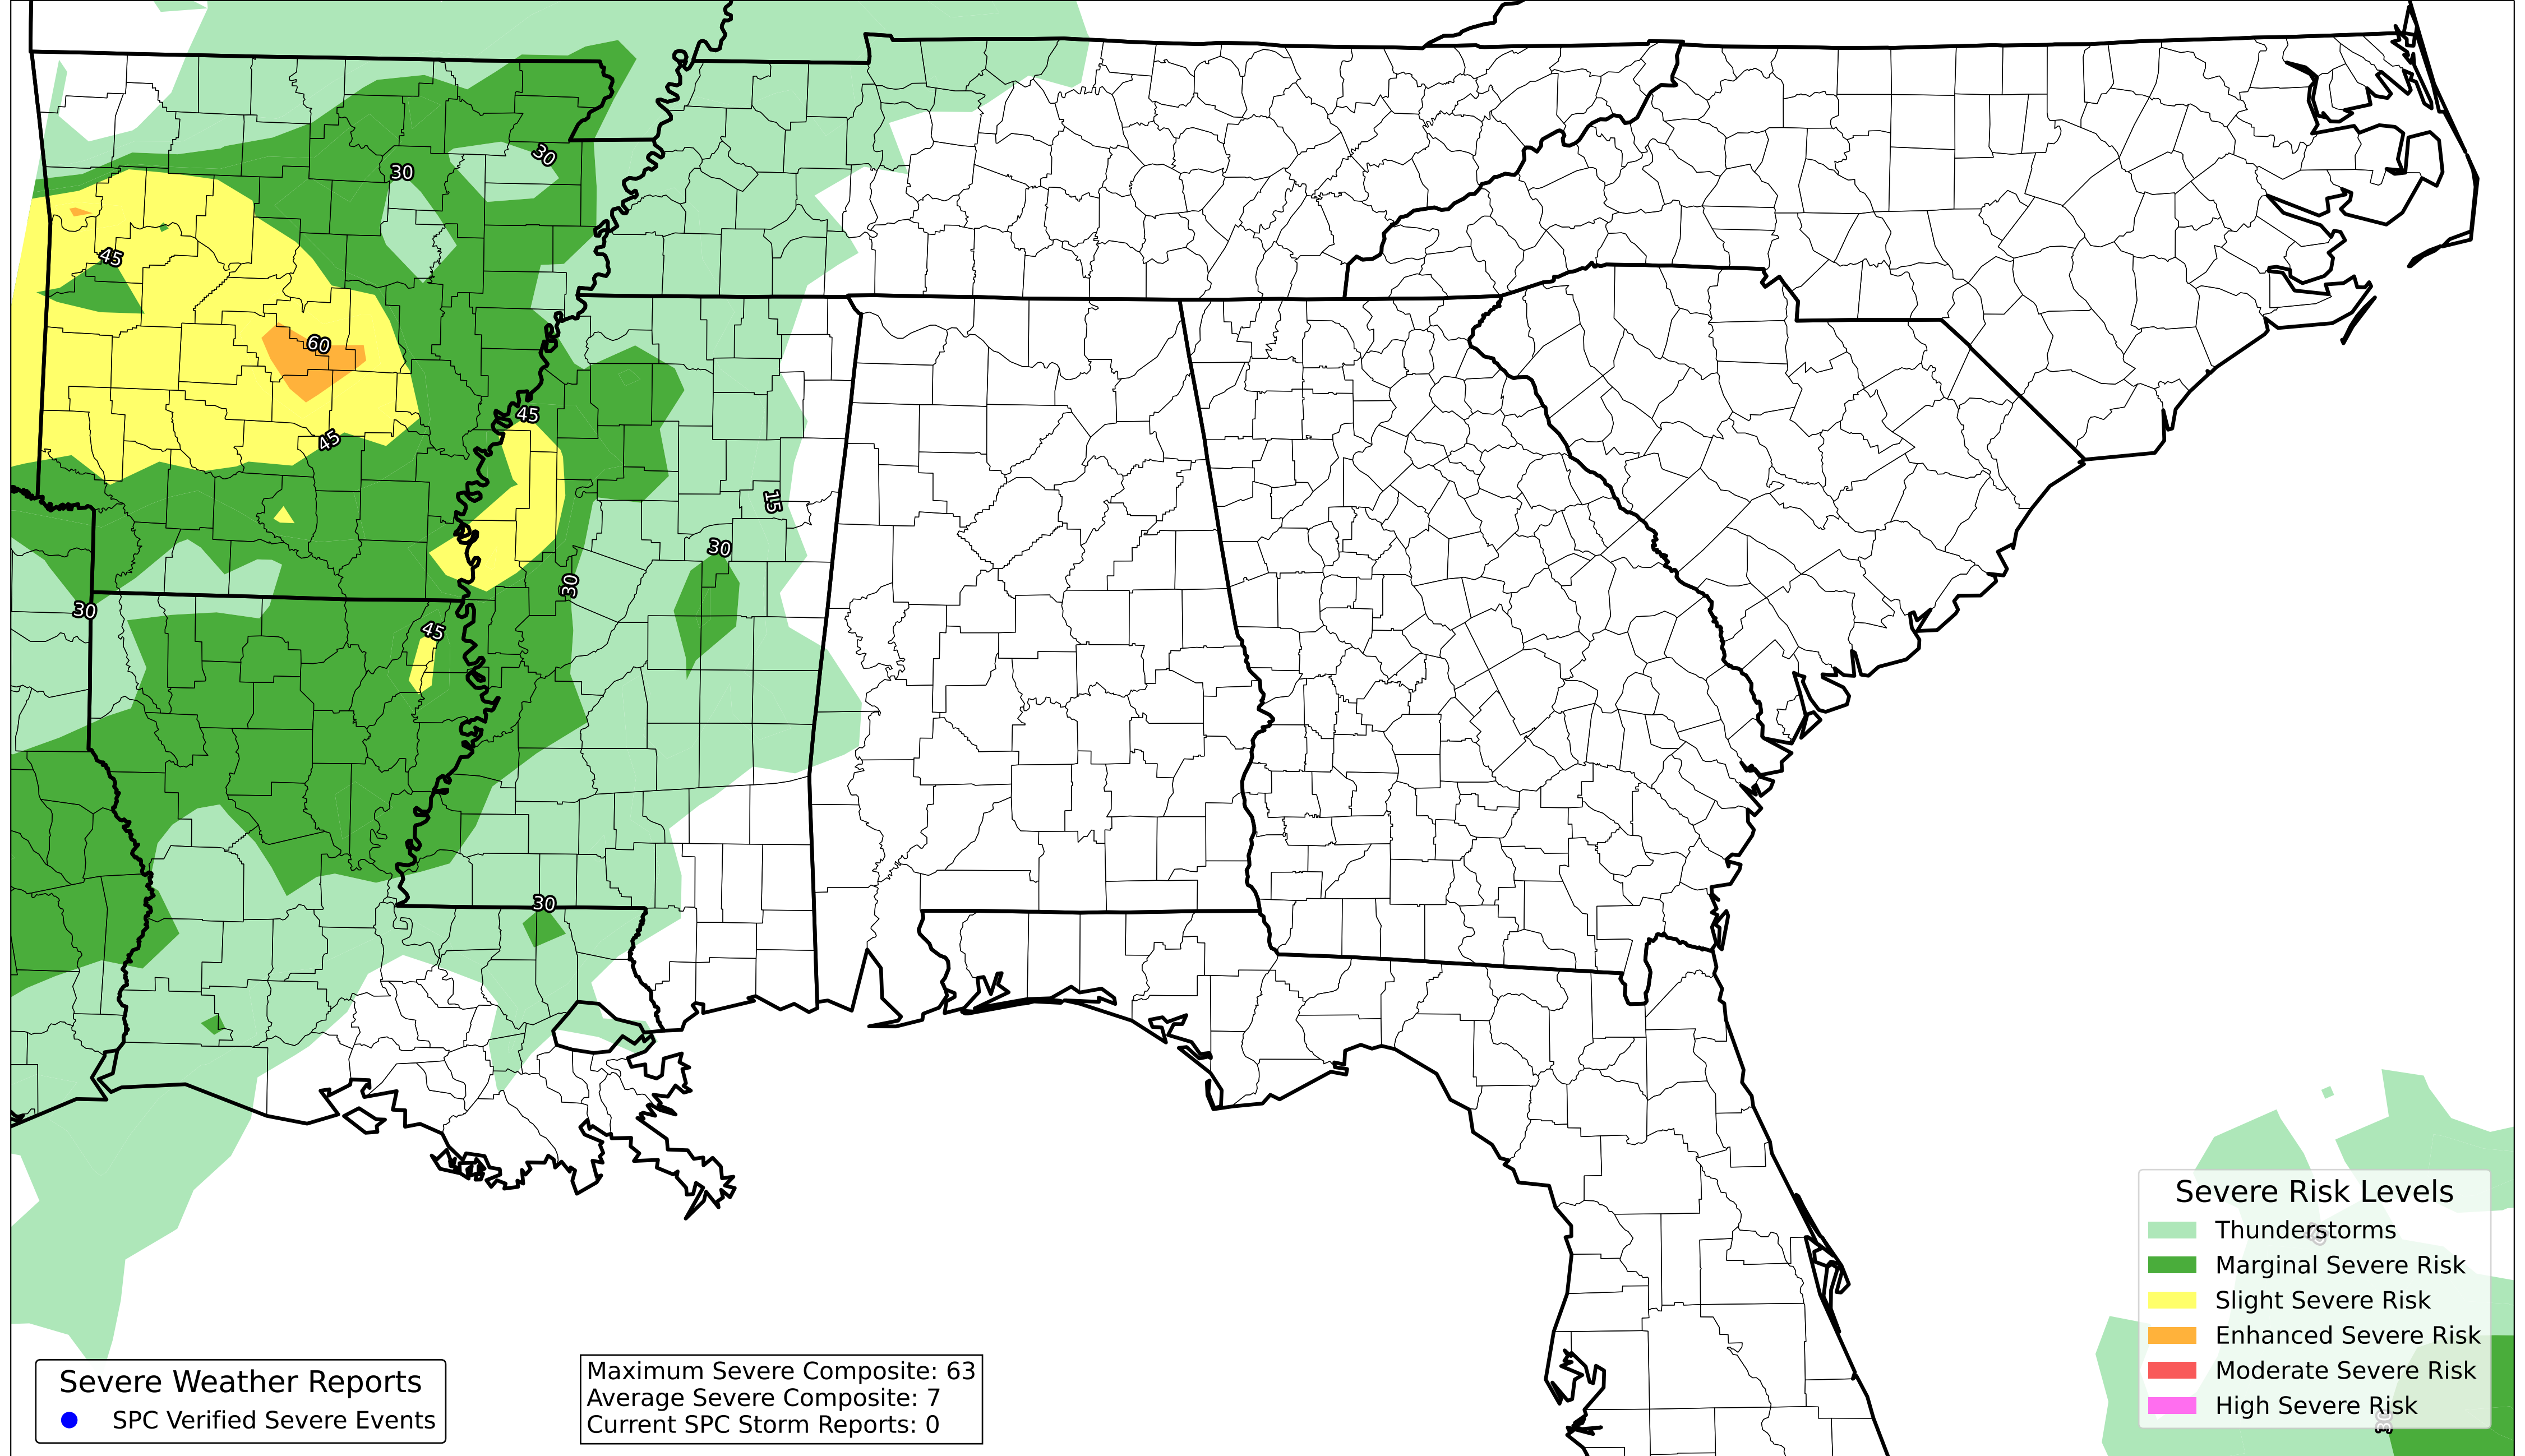 30
30
45
60
45
45
15
30
30
30
45
30
Severe Risk Levels
Thunderstorms
Marginal Severe Risk
Slight Severe Risk
Enhanced Severe Risk
Moderate Severe Risk
High Severe Risk
30
Severe Weather Reports
SPC Verified Severe Events
Maximum Severe Composite: 63
Average Severe Composite: 7
Current SPC Storm Reports: 0